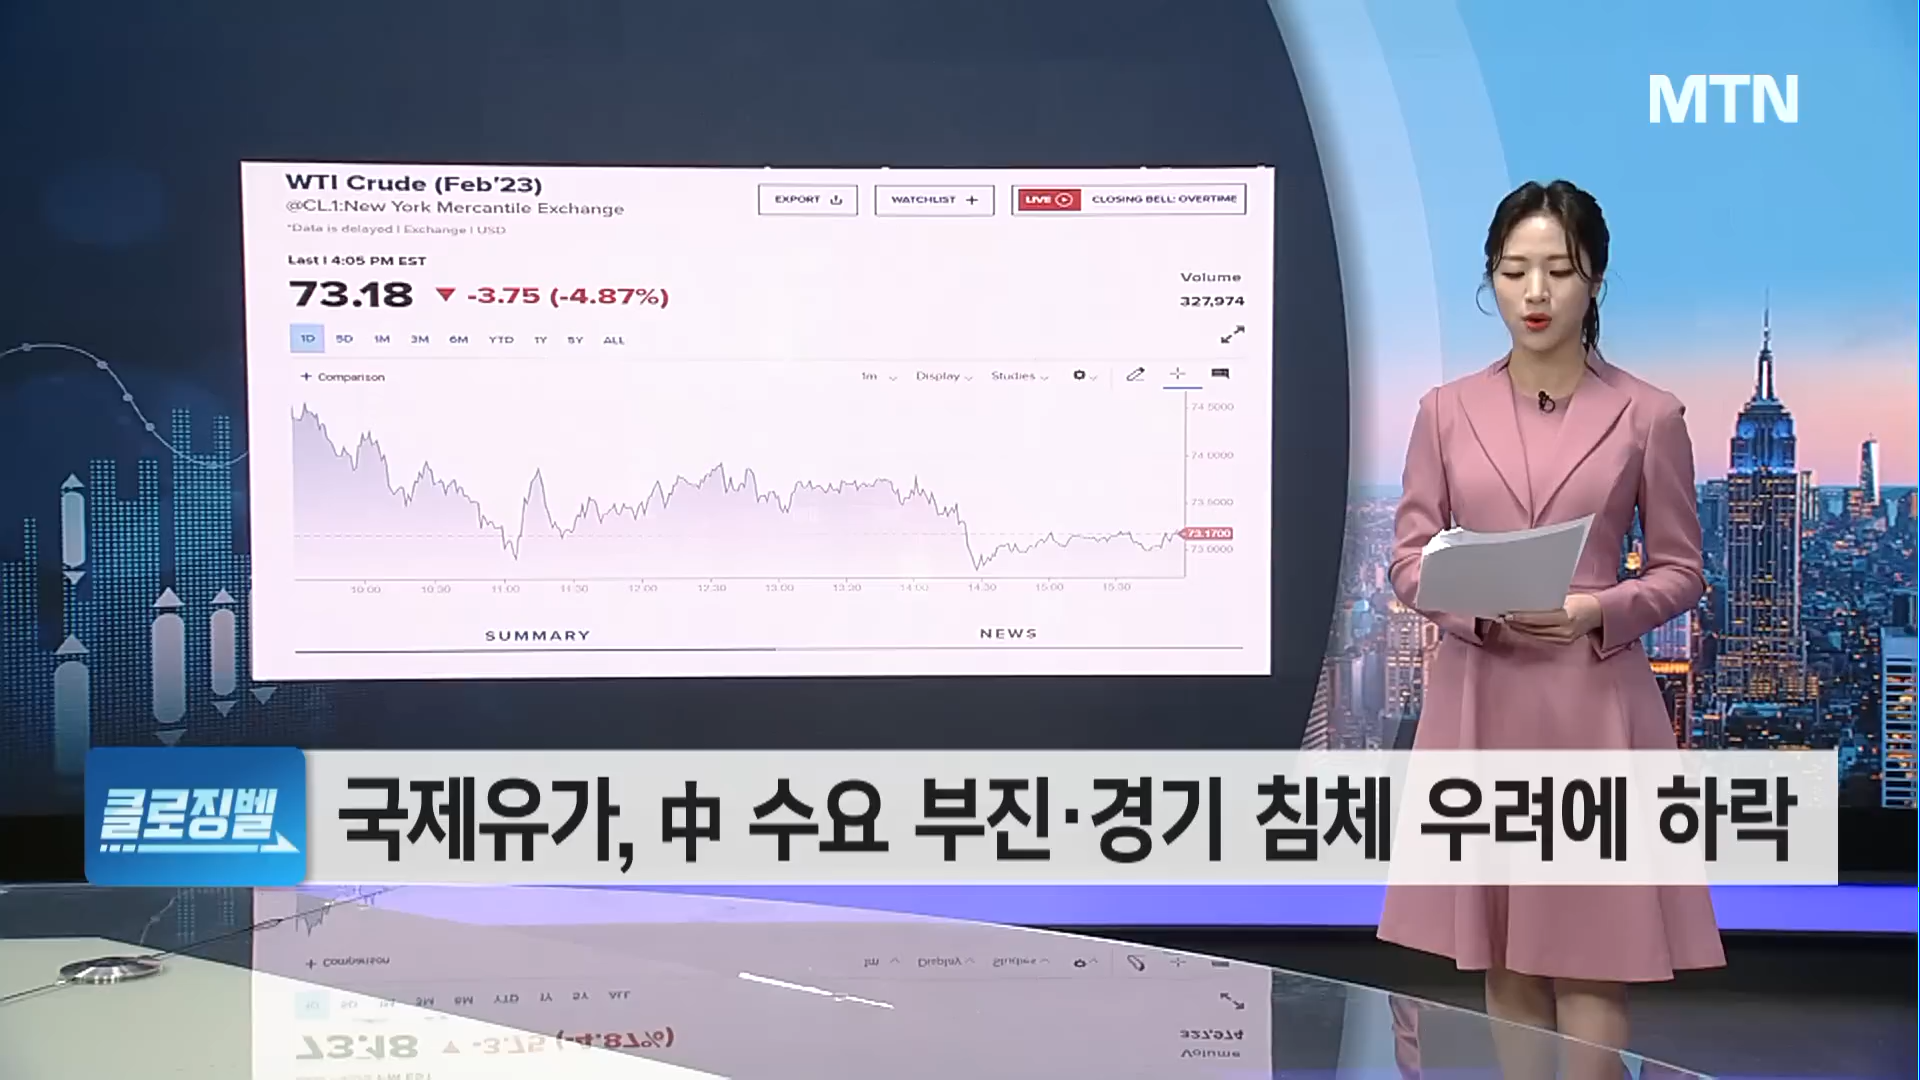 MTN
WTI Crude (Feb'23)
@CL.1:New York Mercantile Exchange
*Data is delayed | Exchange | USD
EXPORT
WATCHLIST +
LIVE CLOSING BELL: OVERTIME
Last | 4:05 PM EST
73.18 ▼ -3.75 (-4.87%)
Volume
327,974
1D 5D 1M 3M 6M YTD 1Y 5Y ALL
+ Comparison
1m Display Studies
74.5000
74.0000
73.5000
73.1700
73.0000
10:00 10:30 11:00 11:30 12:00 12:30 13:00 13:30 14:00 14:30 15:00 15:30
SUMMARY NEWS
클로징벨
국제유가, 中 수요 부진·경기 침체 우려에 하락